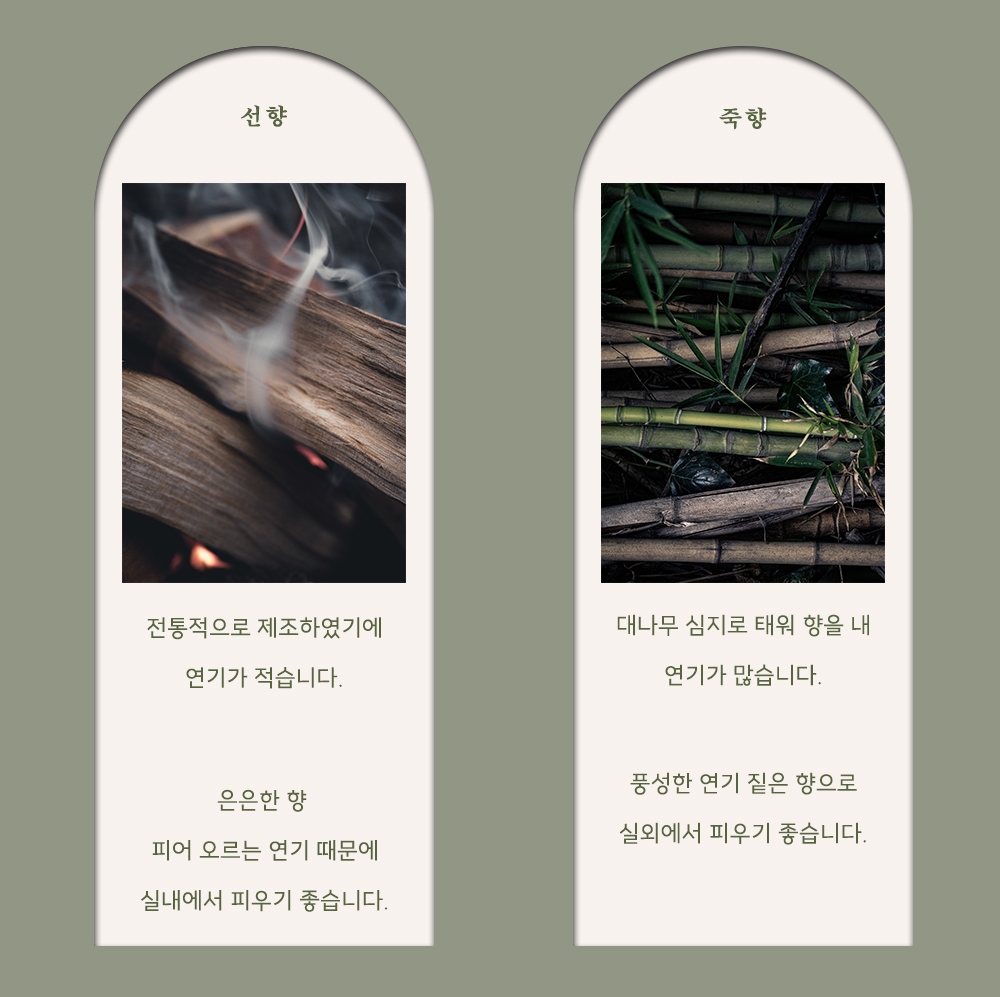 선향
전통적으로 제조하였기에
연기가 적습니다.
은은한 향
피어 오르는 연기 때문에
실내에서 피우기 좋습니다.
죽향
대나무 심지로 태워 향을 내
연기가 많습니다.
풍성한 연기 짙은 향으로
실외에서 피우기 좋습니다.